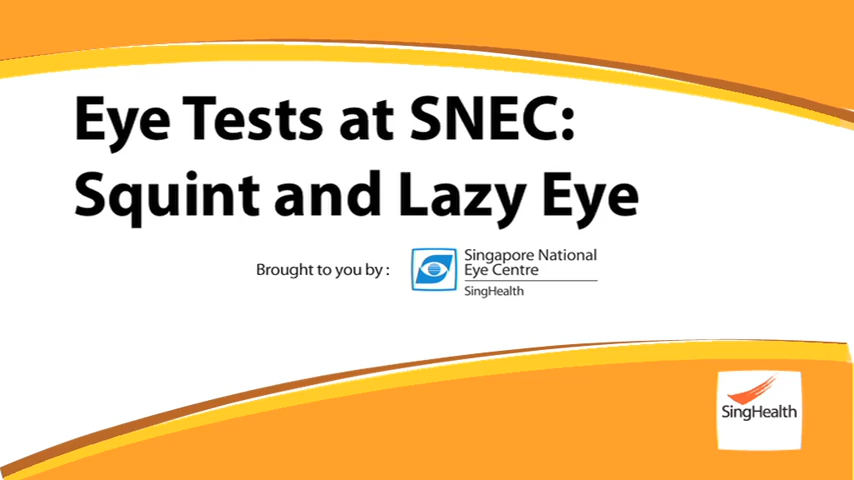 Eye Tests at SNEC:
Squint and Lazy Eye
Brought to you by :
Singapore National
Eye Centre
SingHealth
SingHealth